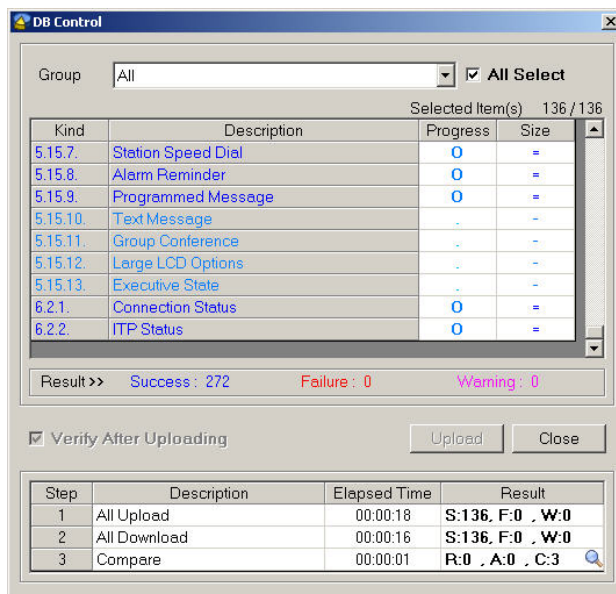 DB Control
Group All All Select
Selected Item(s) 136 / 136
Kind Description Progress Size
5.15.7. Station Speed Dial O =
5.15.8. Alarm Reminder O =
5.15.9. Programmed Message O =
5.15.10. Text Message . -
5.15.11. Group Conference . -
5.15.12. Large LCD Options . -
5.15.13. Executive State . -
6.2.1. Connection Status O =
6.2.2. ITP Status O =
Result >> Success : 272 Failure : 0 Warning : 0
Verify After Uploading Upload Close
Step Description Elapsed Time Result
1 All Upload 00:00:18 S:136, F:0 , W:0
2 All Download 00:00:16 S:136, F:0 , W:0
3 Compare 00:00:01 R:0 , A:0 , C:3